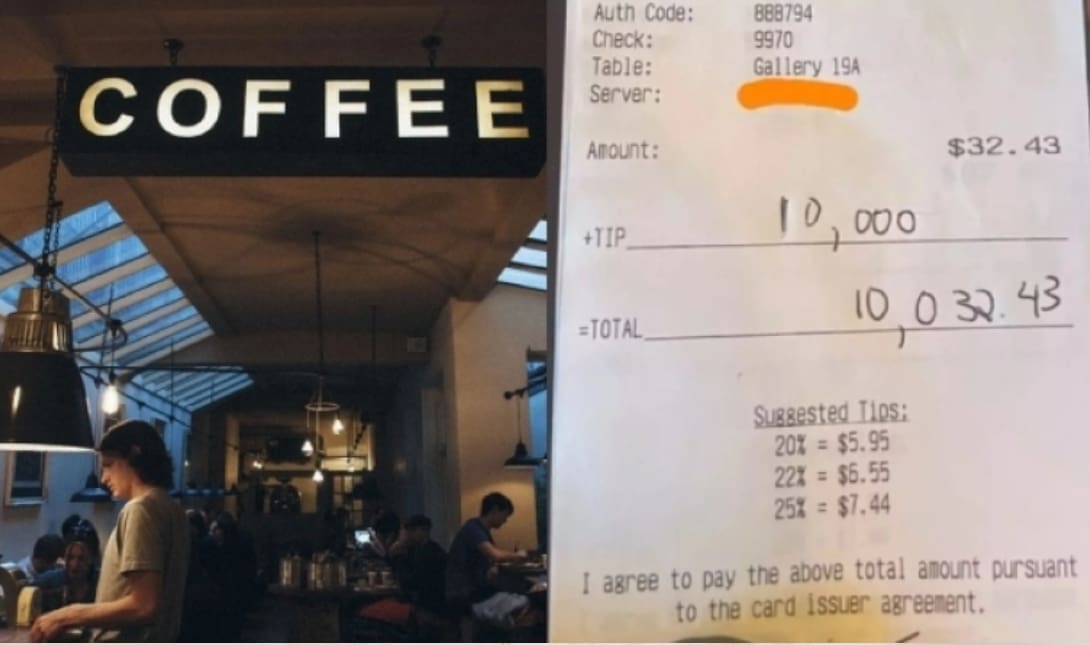 COFFEE
Auth Code: 888794
Check: 9970
Table: Gallery 19A
Server:
Amount: $32.43
+TIP 10,000
=TOTAL 10,032.43
Suggested Tips:
20% = $5.95
22% = $6.55
25% = $7.44
I agree to pay the above total amount pursuant
to the card issuer agreement.